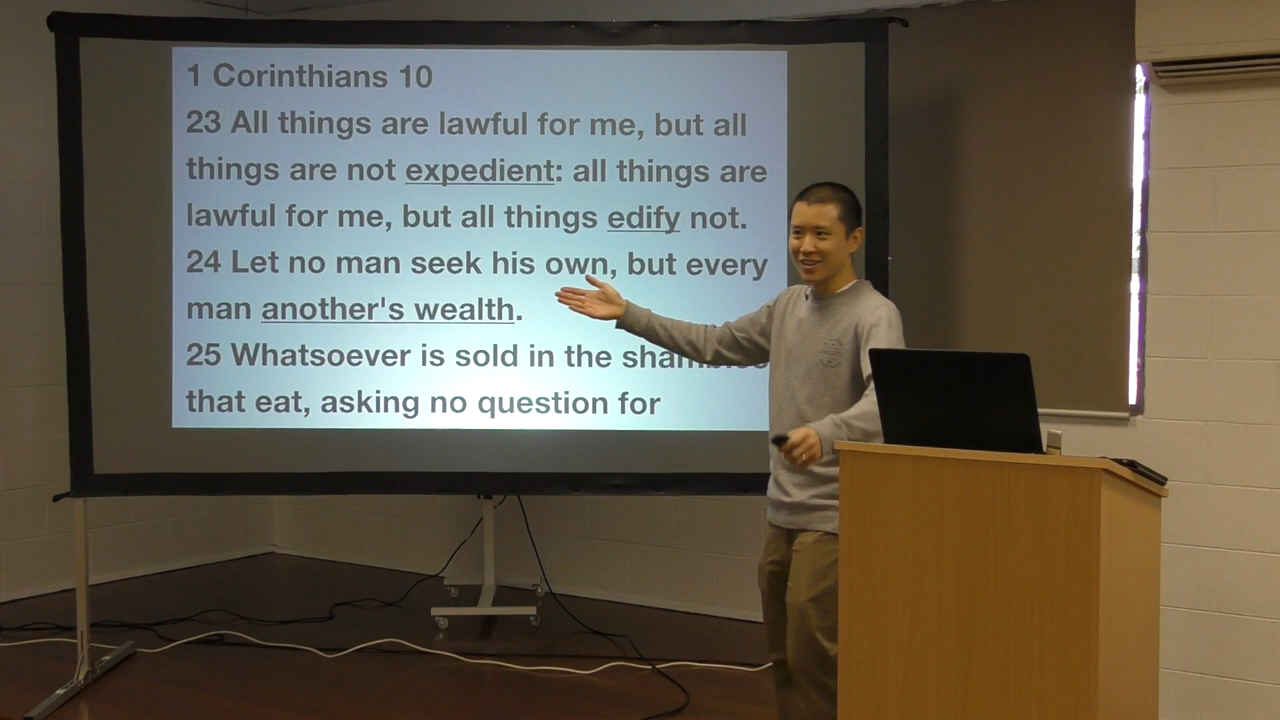 1 Corinthians 10
23 All things are lawful for me, but all
things are not expedient: all things are
lawful for me, but all things edify not.
24 Let no man seek his own, but every
man another's wealth.
25 Whatsoever is sold in the
that eat, asking no question for